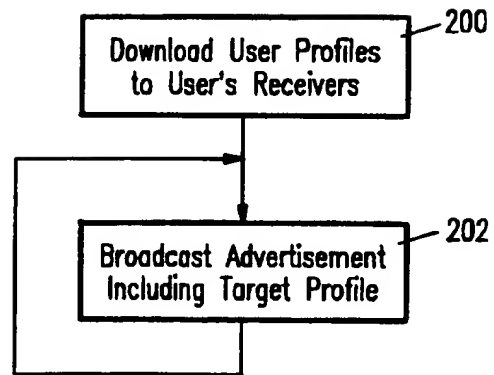 200
Download User Profiles
to User's Receivers
202
Broadcast Advertisement
Including Target Profile